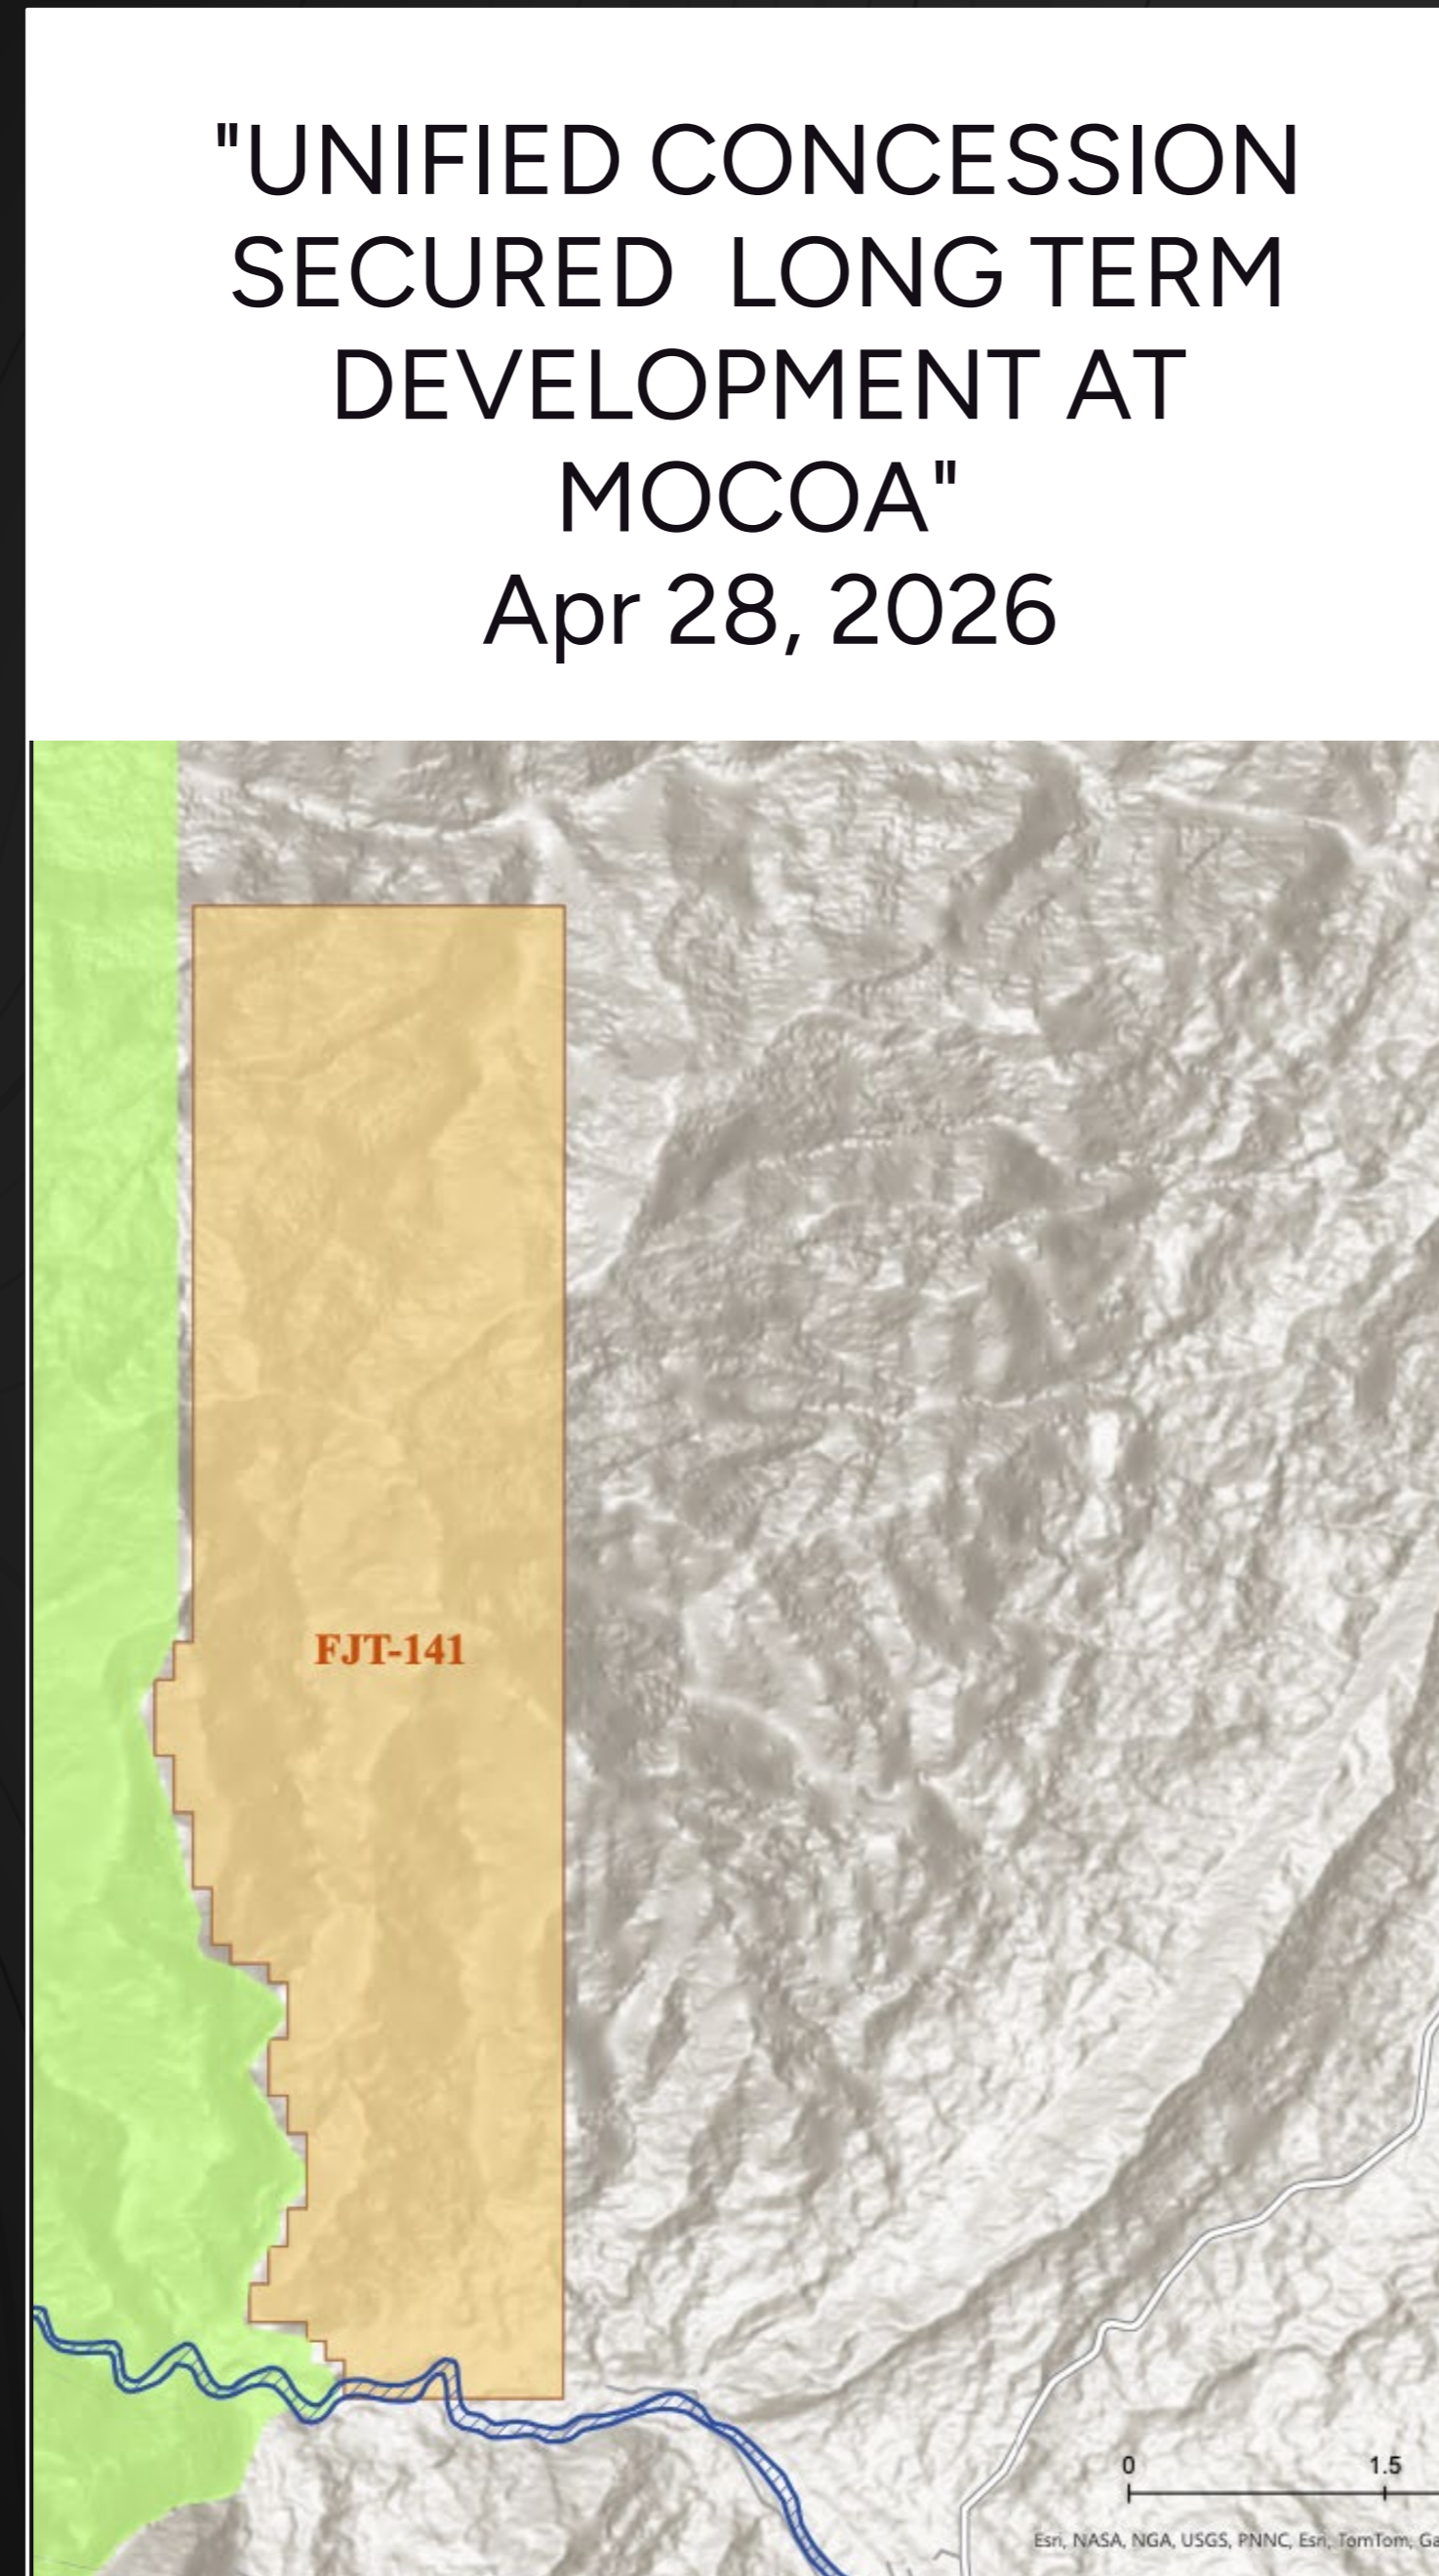 "UNIFIED CONCESSION
SECURED  LONG TERM
DEVELOPMENT AT
MOCOA"
Apr 28, 2026
FJT-141
0 1.5
Esri, NASA, NGA, USGS, PNNC, Esri, TomTom,